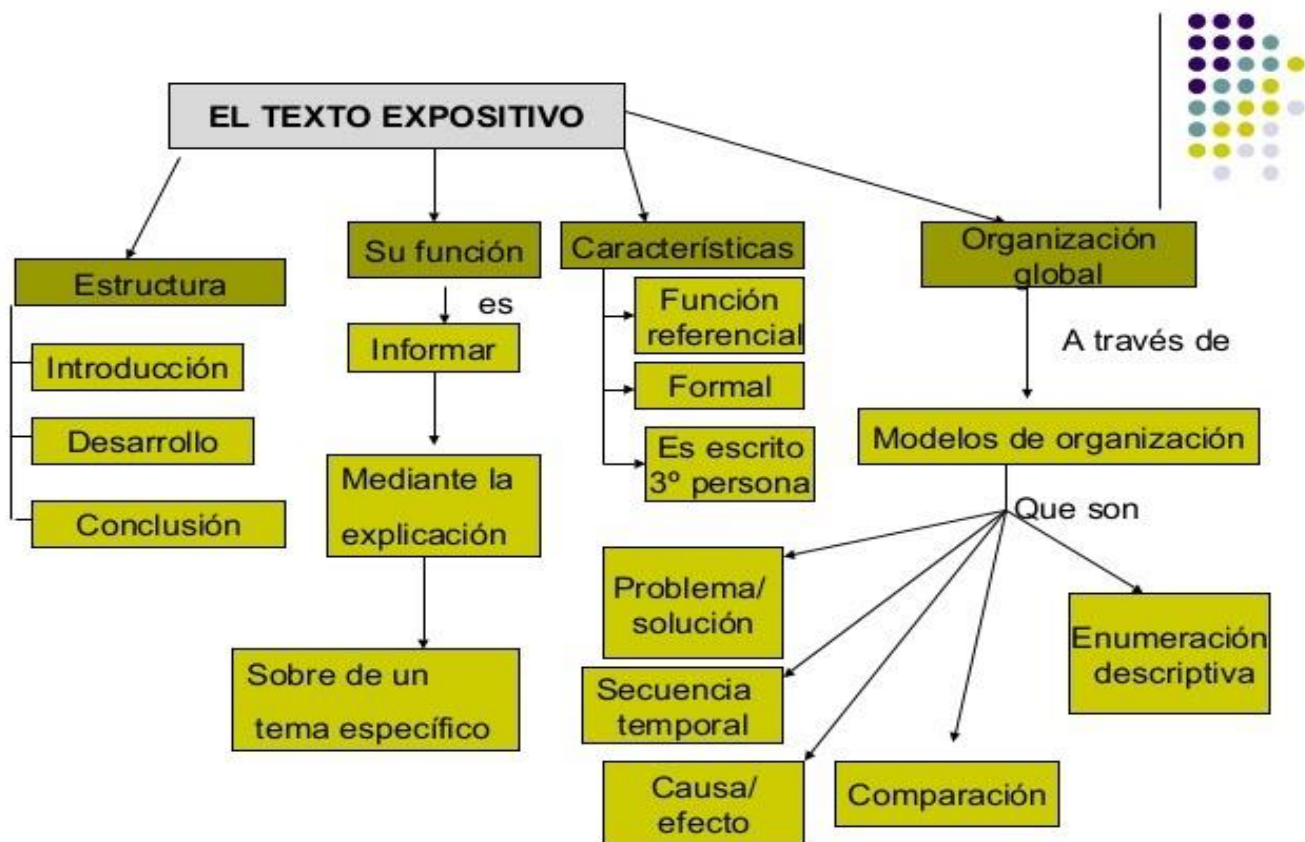 EL TEXTO EXPOSITIVO
Estructura
Introducción
Desarrollo
Conclusión
Su función
es
Informar
Mediante la
explicación
Sobre de un
tema específico
Características
Función
referencial
Formal
Es escrito
3º persona
Organización
global
A través de
Modelos de organización
Que son
Problema/
solución
Secuencia
temporal
Causa/
efecto
Comparación
Enumeración
descriptiva